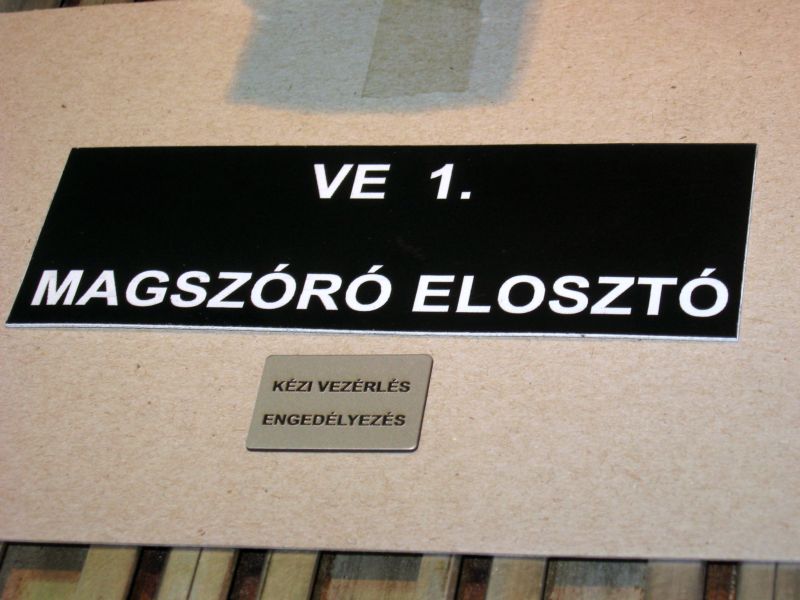 VE 1.
MAGSZÓRÓ ELOSZTÓ
KÉZI VEZÉRLÉS
ENGEDÉLYEZÉS